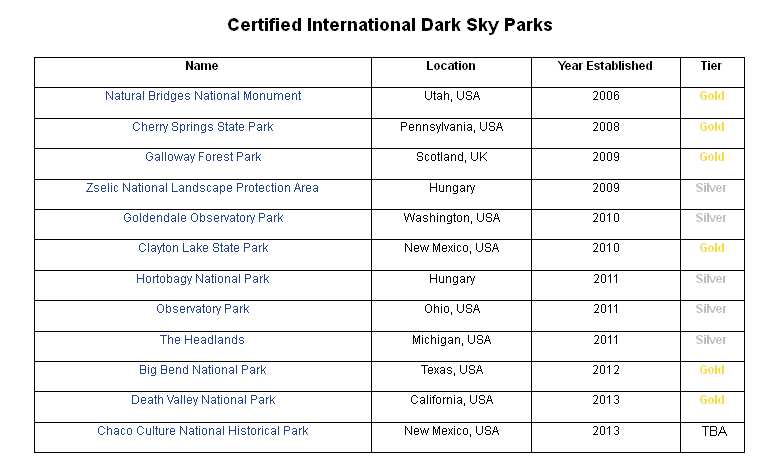 Certified International Dark Sky Parks
Name Location Year Established Tier
Natural Bridges National Monument Utah, USA 2006 Gold
Cherry Springs State Park Pennsylvania, USA 2008 Gold
Galloway Forest Park Scotland, UK 2009 Gold
Zselic National Landscape Protection Area Hungary 2009 Silver
Goldendale Observatory Park Washington, USA 2010 Silver
Clayton Lake State Park New Mexico, USA 2010 Gold
Hortobagy National Park Hungary 2011 Silver
Observatory Park Ohio, USA 2011 Silver
The Headlands Michigan, USA 2011 Silver
Big Bend National Park Texas, USA 2012 Gold
Death Valley National Park California, USA 2013 Gold
Chaco Culture National Historical Park New Mexico, USA 2013 TBA